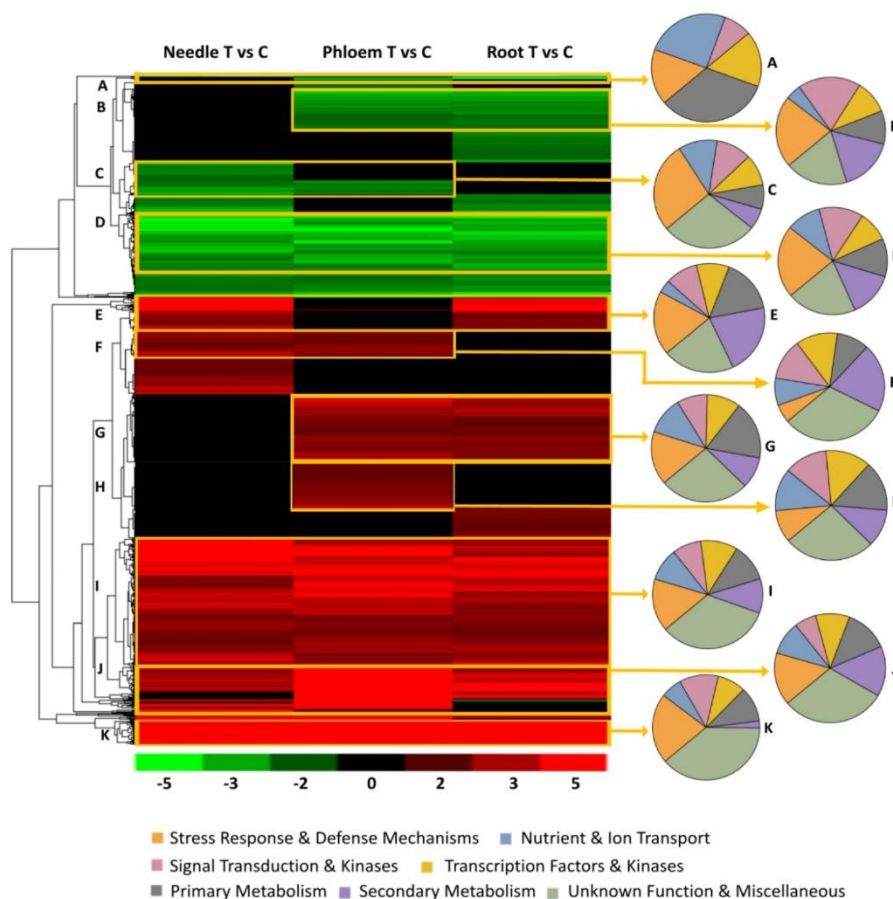 Needle T vs C Phloem T vs C Root T vs C
A
A
B
C
C
D
E
E
F
G
G
H
I
I
J
K
K
-5 -3 -2 0 2 3 5
Stress Response & Defense Mechanisms Nutrient & Ion Transport
Signal Transduction & Kinases Transcription Factors & Kinases
Primary Metabolism Secondary Metabolism Unknown Function & Miscellaneous